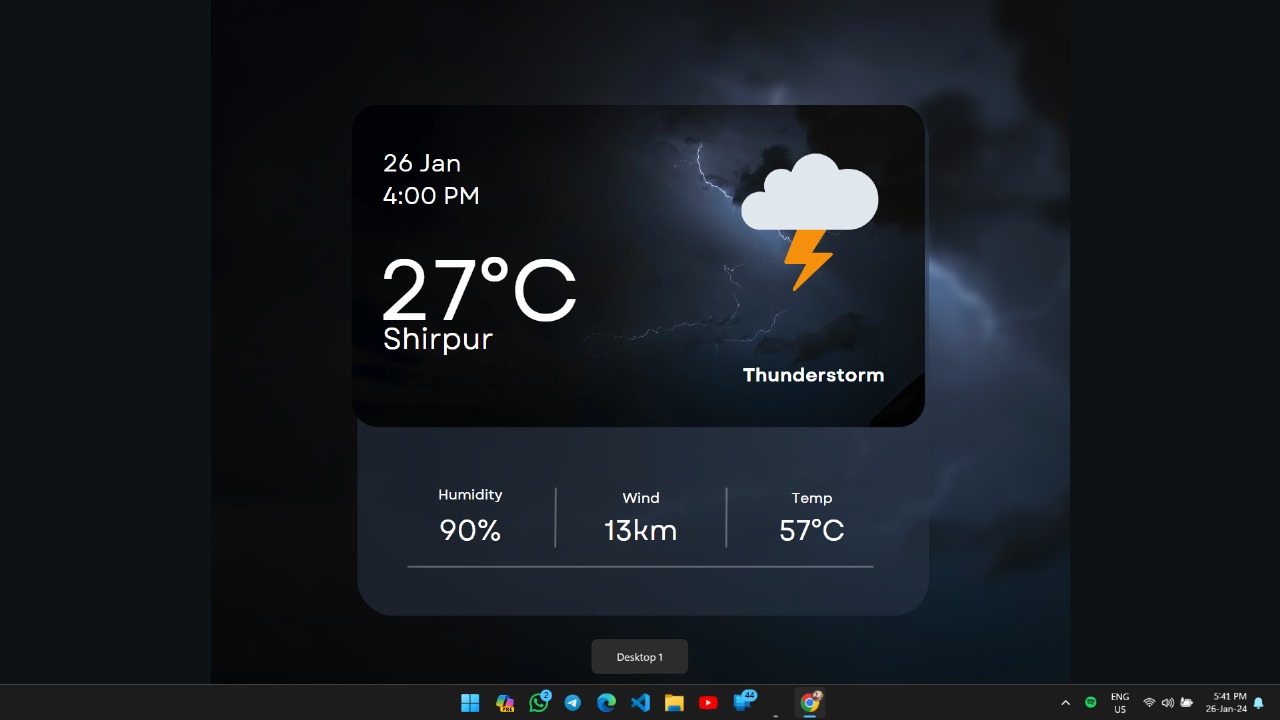 26 Jan
4:00 PM
27°C
Shirpur
Thunderstorm
Humidity
90%
Wind
13km
Temp
57°C
Desktop 1
PRE
2
44
ENG
US
5:41 PM
26-Jan-24